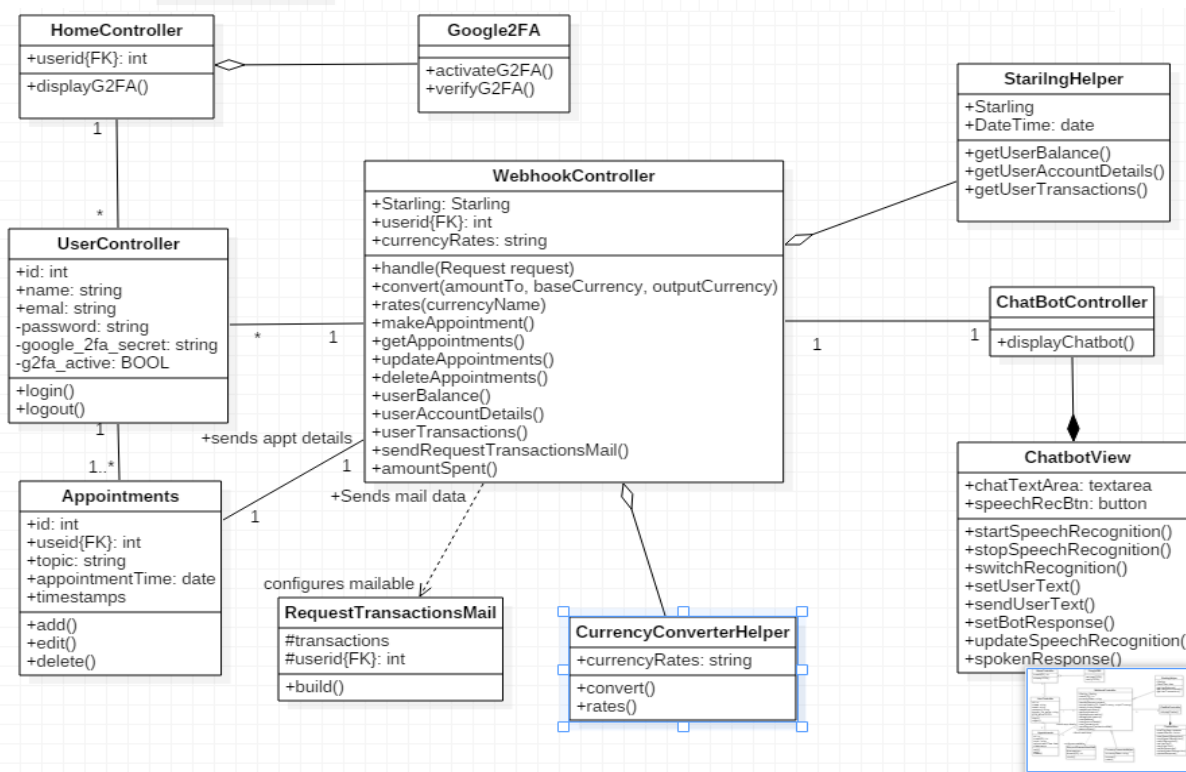 HomeController
+userid{FK}: int
+displayG2FA()
1
*
Google2FA
+activateG2FA()
+verifyG2FA()
StarilngHelper
+Starling
+DateTime: date
+getUserBalance()
+getUserAccountDetails()
+getUserTransactions()
WebhookController
+Starling: Starling
+userid{FK}: int
+currencyRates: string
+handle(Request request)
+convert(amountTo, baseCurrency, outputCurrency)
+rates(currencyName)
+makeAppointment()
+getAppointments()
+updateAppointments()
+deleteAppointments()
+userBalance()
+userAccountDetails()
+userTransactions()
+sendRequestTransactionsMail()
+amountSpent()
UserController
+id: int
+name: string
+emal: string
-password: string
-google_2fa_secret: string
-g2fa_active: BOOL
+login()
+logout()
*
1
1
1
ChatBotController
+displayChatbot()
1
1..*
+sends appt details
1
1
+Sends mail data
configures mailable
Appointments
+id: int
+useid{FK}: int
+topic: string
+appointmentTime: date
+timestamps
+add()
+edit()
+delete()
RequestTransactionsMail
#transactions
#userid{FK}: int
+build()
CurrencyConverterHelper
+currencyRates: string
+convert()
+rates()
ChatbotView
+chatTextArea: textarea
+speechRecBtn: button
+startSpeechRecognition()
+stopSpeechRecognition()
+switchRecognition()
+setUserText()
+sendUserText()
+setBotResponse()
+updateSpeechRecognition(
+spokenResponse()